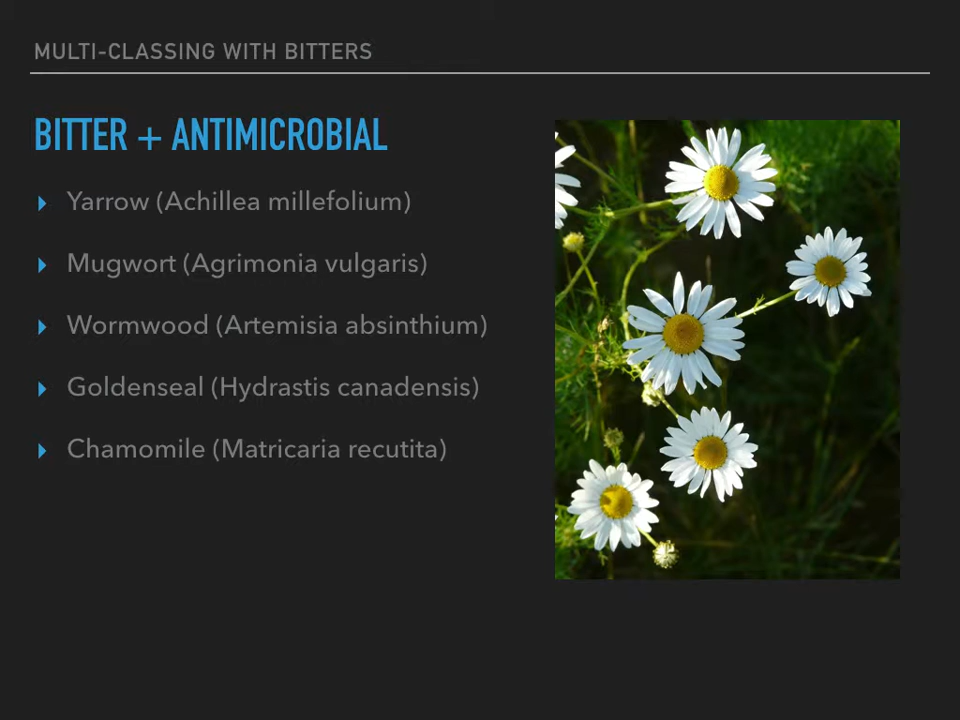 MULTI-CLASSING WITH BITTERS
BITTER + ANTIMICROBIAL
Yarrow (Achillea millefolium)
Mugwort (Agrimonia vulgaris)
Wormwood (Artemisia absinthium)
Goldenseal (Hydrastis canadensis)
Chamomile (Matricaria recutita)